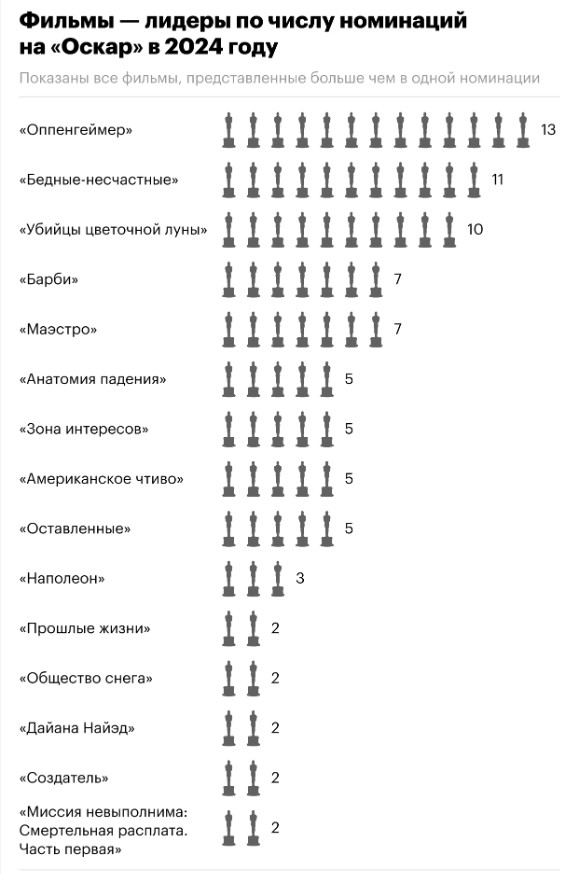 Фильмы — лидеры по числу номинаций
на «Оскар» в 2024 году
Показаны все фильмы, представленные больше чем в одной номинации
«Оппенгеймер» 13
«Бедные-несчастные» 11
«Убийцы цветочной луны» 10
«Барби» 7
«Маэстро» 7
«Анатомия падения» 5
«Зона интересов» 5
«Американское чтиво» 5
«Оставленные» 5
«Наполеон» 3
«Прошлые жизни» 2
«Общество снега» 2
«Дайана Найэд» 2
«Создатель» 2
«Миссия невыполнима:
Смертельная расплата. 2
Часть первая»